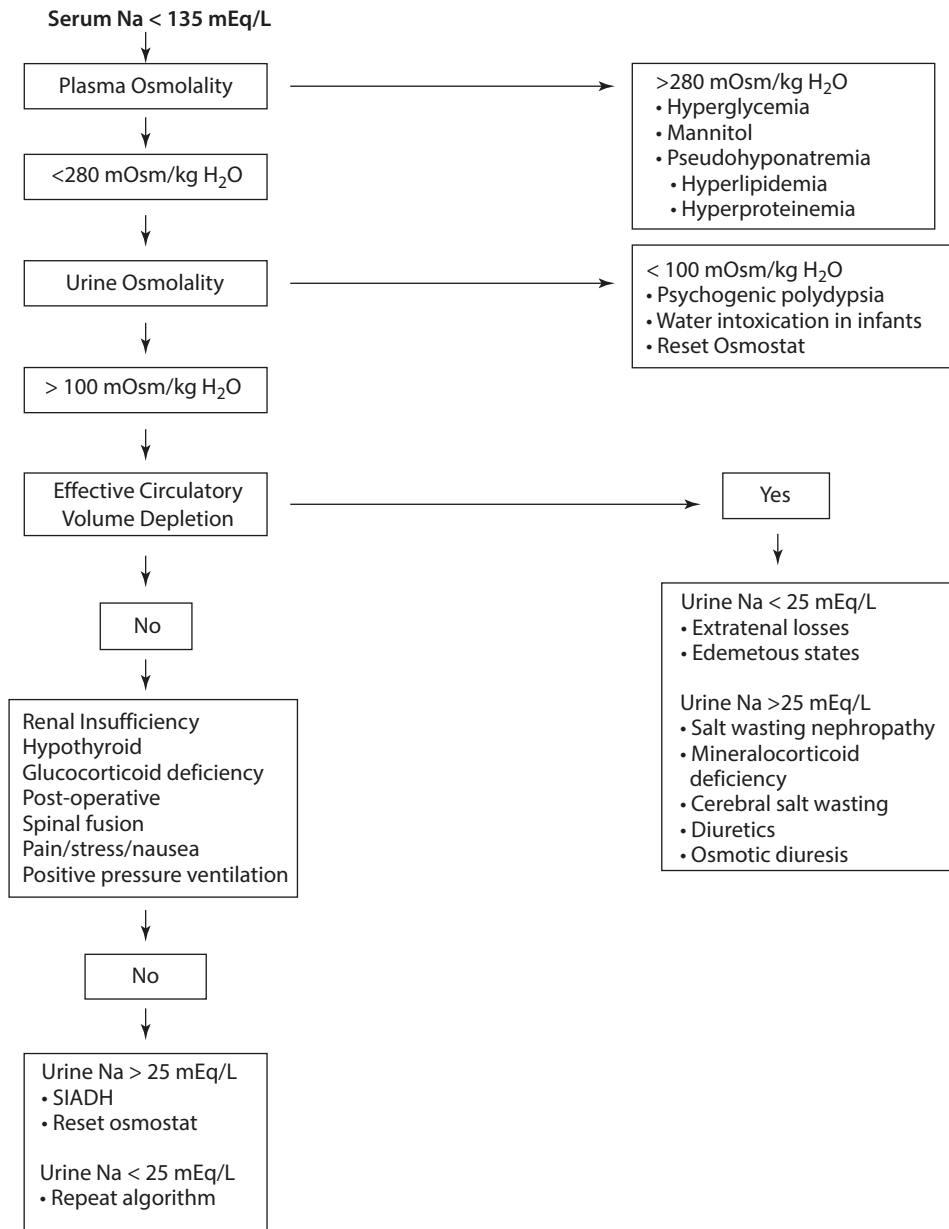 Serum Na < 135 mEq/L
Plasma Osmolality
>280 mOsm/kg H₂O
• Hyperglycemia
• Mannitol
• Pseudohyponatremia
• Hyperlipidemia
• Hyperproteinemia
<280 mOsm/kg H₂O
Urine Osmolality
< 100 mOsm/kg H₂O
• Psychogenic polydypsia
• Water intoxication in infants
• Reset Osmostat
> 100 mOsm/kg H₂O
Effective Circulatory
Volume Depletion
Yes
Urine Na < 25 mEq/L
• Extratenal losses
• Edemetous states
Urine Na >25 mEq/L
• Salt wasting nephropathy
• Mineralocorticoid
deficiency
• Cerebral salt wasting
• Diuretics
• Osmotic diuresis
No
Renal Insufficiency
Hypothyroid
Glucocorticoid deficiency
Post-operative
Spinal fusion
Pain/stress/nausea
Positive pressure ventilation
No
Urine Na > 25 mEq/L
• SIADH
• Reset osmostat
Urine Na < 25 mEq/L
• Repeat algorithm